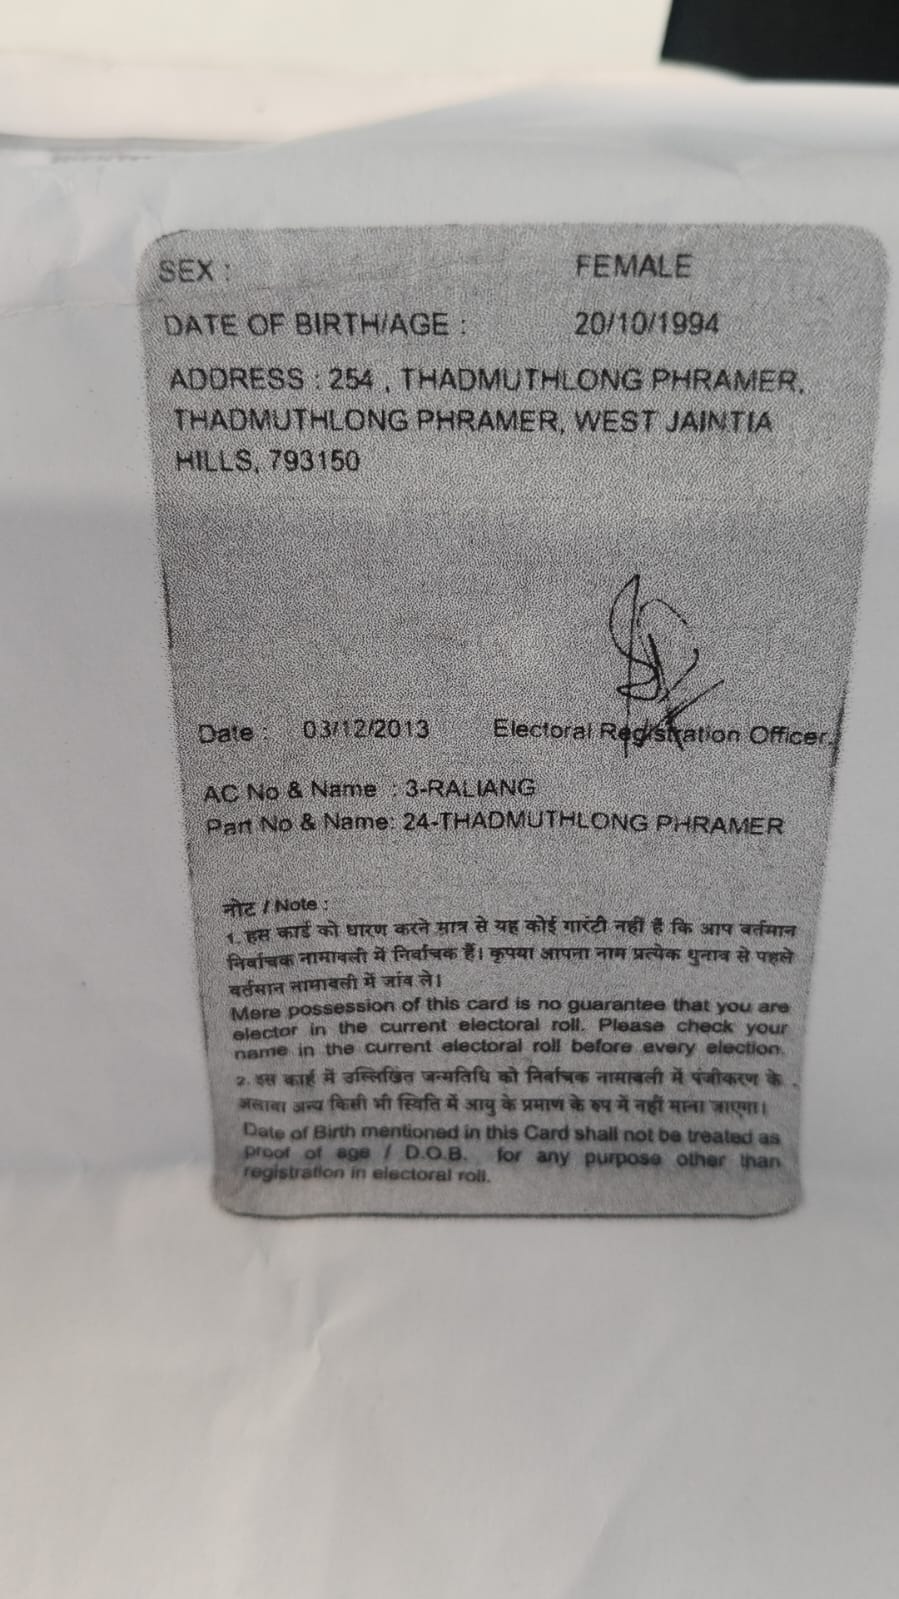 SEX : FEMALE
DATE OF BIRTH/AGE : 20/10/1994
ADDRESS : 254 , THADMUTHLONG PHRAMER,
THADMUTHLONG PHRAMER, WEST JAINTIA
HILLS, 793150
Date : 03/12/2013 Electoral Registration Officer.
AC No & Name : 3-RALIANG
Part No & Name: 24-THADMUTHLONG PHRAMER
नोट / Note :
1. इस कार्ड को धारण करने मात्र से यह कोई गारंटी नहीं है कि आप वर्तमान
निर्वाचक नामावली में निर्वाचक हैं। कृपया आपना नाम प्रत्येक चुनाव से पहले
वर्तमान नामावली में जांच ले।
Mere possession of this card is no guarantee that you are
elector in the current electoral roll. Please check your
name in the current electoral roll before every election.
2. इस कार्ड में उल्लिखित जन्मतिथि को निर्वाचक नामावली में पंजीकरण के
अलावा अन्य किसी भी स्थिति में आयु के प्रमाण के रूप में नहीं माना जाएगा।
Date of Birth mentioned in this Card shall not be treated as
proof of age / D.O.B. for any purpose other than
registration in electoral roll.